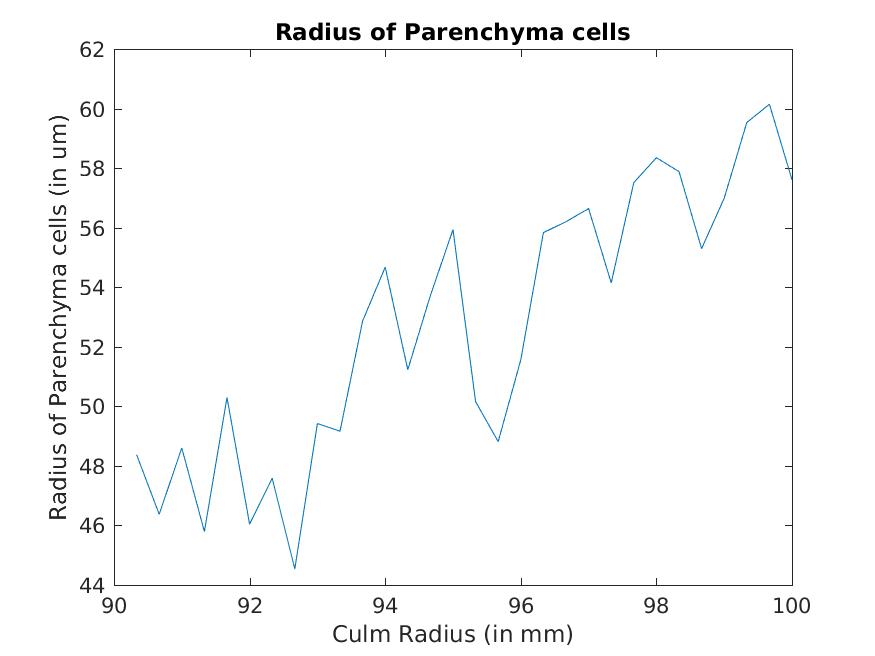 Radius of Parenchyma cells
62
60
58
56
54
52
50
48
46
44
Radius of Parenchyma cells (in um)
90 92 94 96 98 100
Culm Radius (in mm)